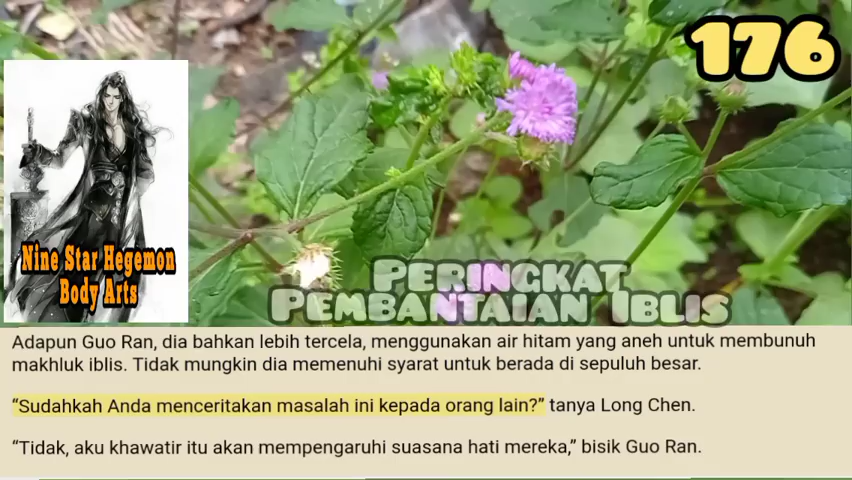 176
Nine Star Hegemon
Body Arts
PERINGKAT
PEMBANTAIAN IBLIS
Adapun Guo Ran, dia bahkan lebih tercela, menggunakan air hitam yang aneh untuk membunuh
makhluk iblis. Tidak mungkin dia memenuhi syarat untuk berada di sepuluh besar.
“Sudahkah Anda menceritakan masalah ini kepada orang lain?” tanya Long Chen.
“Tidak, aku khawatir itu akan mempengaruhi suasana hati mereka,” bisik Guo Ran.